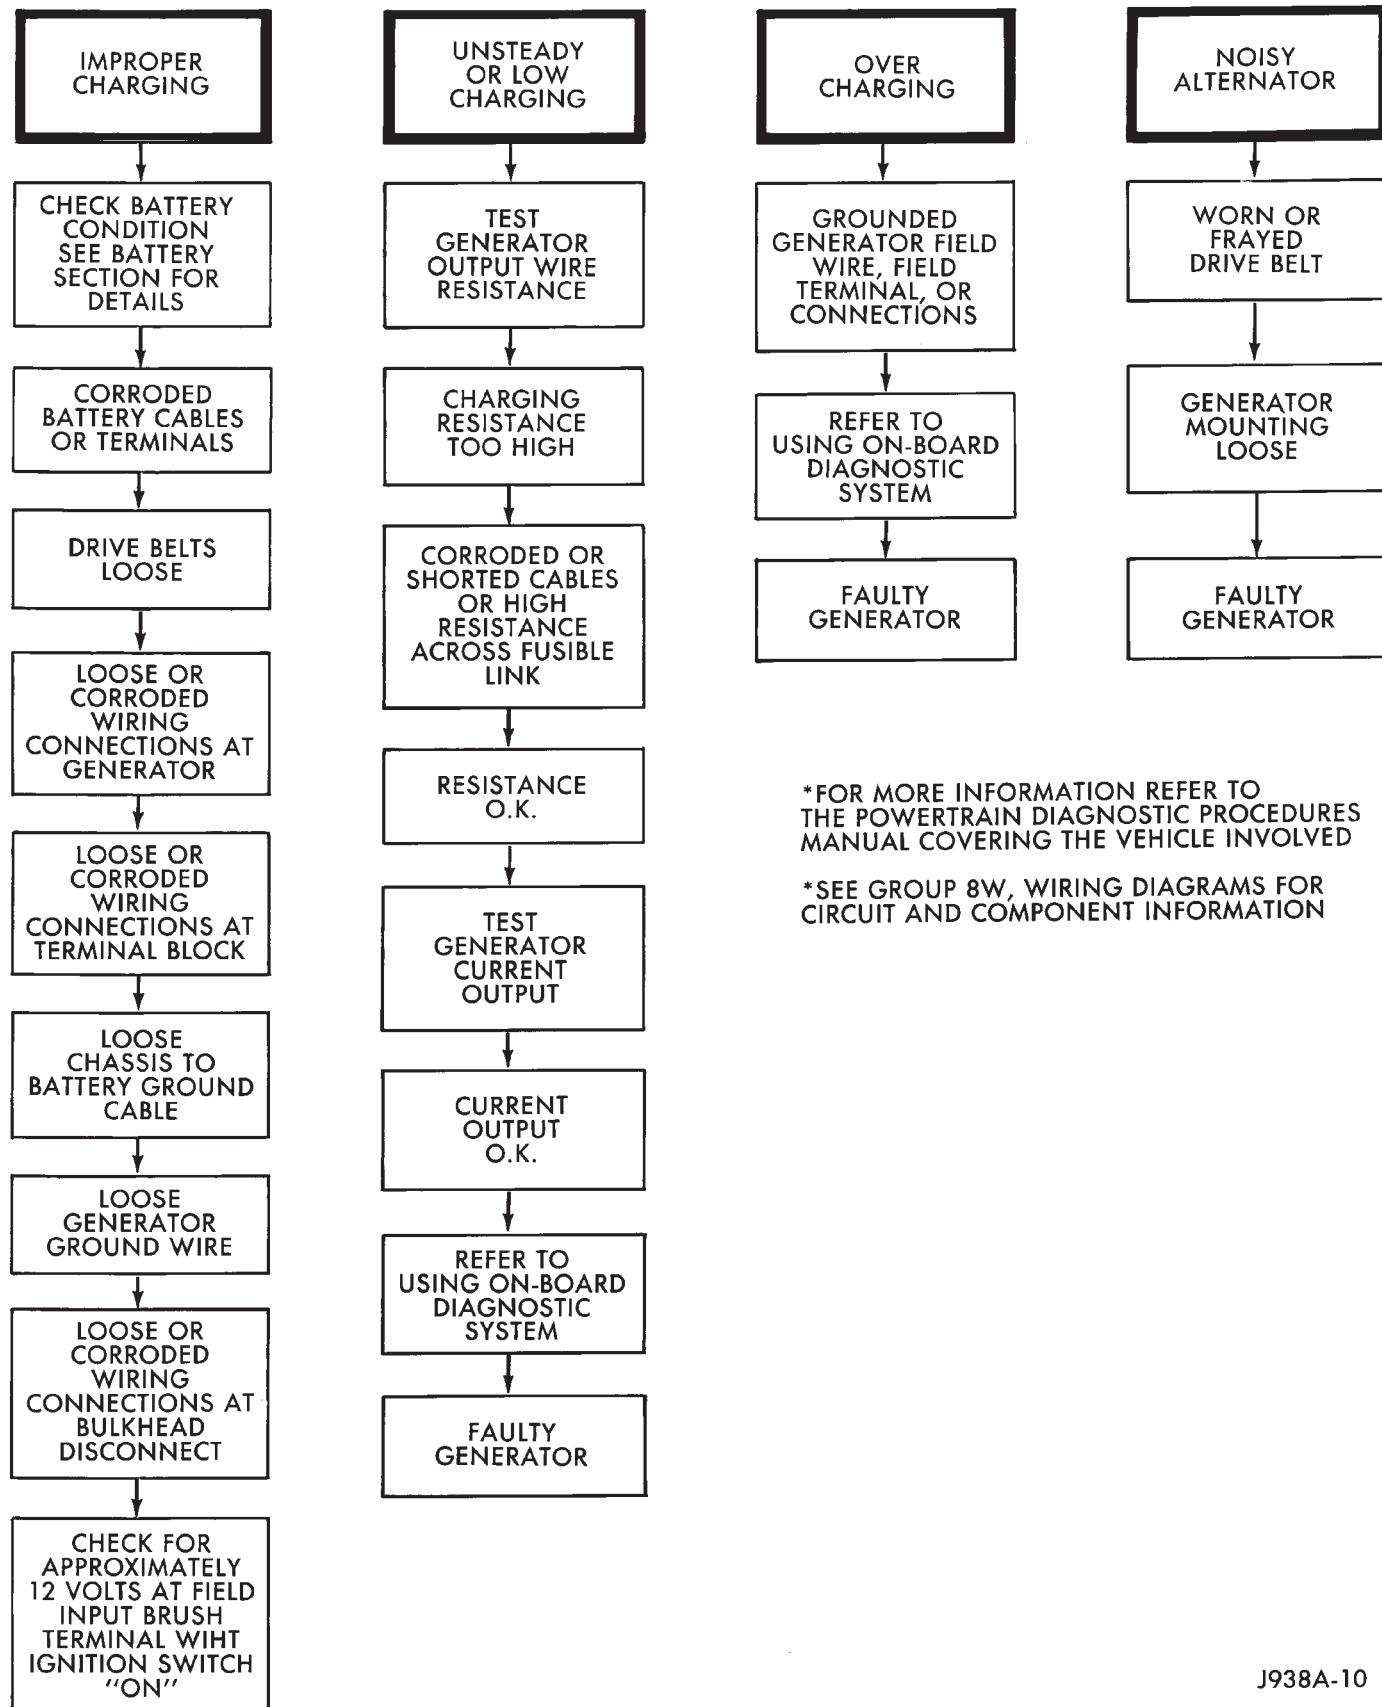 IMPROPER
CHARGING
CHECK BATTERY
CONDITION
SEE BATTERY
SECTION FOR
DETAILS
CORRODED
BATTERY CABLES
OR TERMINALS
DRIVE BELTS
LOOSE
LOOSE OR
CORRODED
WIRING
CONNECTIONS AT
GENERATOR
LOOSE OR
CORRODED
WIRING
CONNECTIONS AT
TERMINAL BLOCK
LOOSE
CHASSIS TO
BATTERY GROUND
CABLE
LOOSE
GENERATOR
GROUND WIRE
LOOSE OR
CORRODED
WIRING
CONNECTIONS AT
BULKHEAD
DISCONNECT
CHECK FOR
APPROXIMATELY
12 VOLTS AT FIELD
INPUT BRUSH
TERMINAL WIHT
IGNITION SWITCH
"ON"
UNSTEADY
OR LOW
CHARGING
TEST
GENERATOR
OUTPUT WIRE
RESISTANCE
CHARGING
RESISTANCE
TOO HIGH
CORRODED OR
SHORTED CABLES
OR HIGH
RESISTANCE
ACROSS FUSIBLE
LINK
RESISTANCE
O.K.
TEST
GENERATOR
CURRENT
OUTPUT
CURRENT
OUTPUT
O.K.
REFER TO
USING ON-BOARD
DIAGNOSTIC
SYSTEM
FAULTY
GENERATOR
OVER
CHARGING
GROUNDED
GENERATOR FIELD
WIRE, FIELD
TERMINAL, OR
CONNECTIONS
REFER TO
USING ON-BOARD
DIAGNOSTIC
SYSTEM
FAULTY
GENERATOR
NOISY
ALTERNATOR
WORN OR
FRAYED
DRIVE BELT
GENERATOR
MOUNTING
LOOSE
FAULTY
GENERATOR
*FOR MORE INFORMATION REFER TO
THE POWERTRAIN DIAGNOSTIC PROCEDURES
MANUAL COVERING THE VEHICLE INVOLVED
*SEE GROUP 8W, WIRING DIAGRAMS FOR
CIRCUIT AND COMPONENT INFORMATION
J938A-10